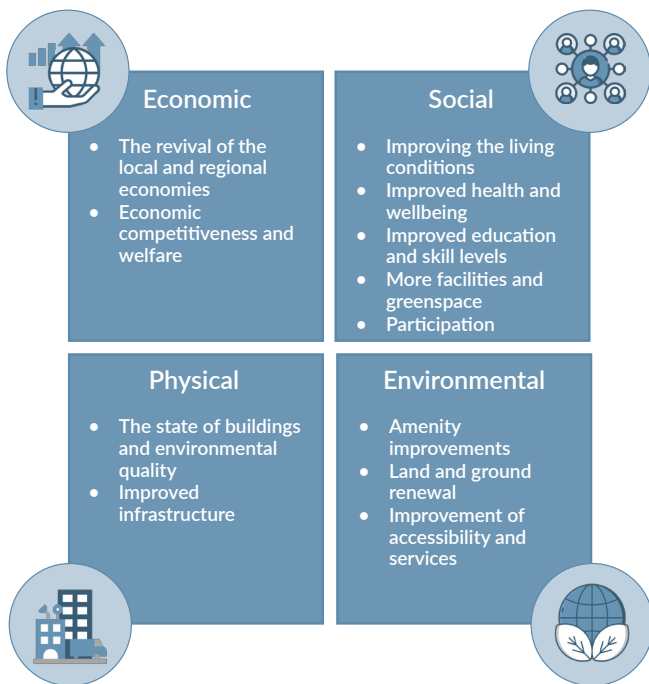 Economic
• The revival of the
local and regional
economies
• Economic
competitiveness and
welfare
Social
• Improving the living
conditions
• Improved health and
wellbeing
• Improved education
and skill levels
• More facilities and
greenspace
• Participation
Physical
• The state of buildings
and environmental
quality
• Improved
infrastructure
Environmental
• Amenity
improvements
• Land and ground
renewal
• Improvement of
accessibility and
services